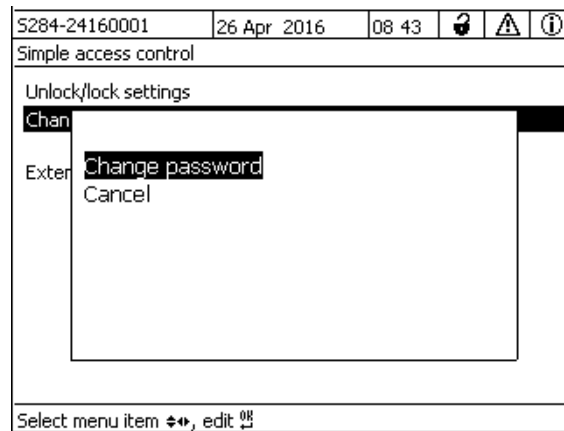 S284-24160001 26 Apr 2016 08 43
Simple access control
Unlock/lock settings
Chan
Exter
Change password
Cancel
Select menu item , edit OK